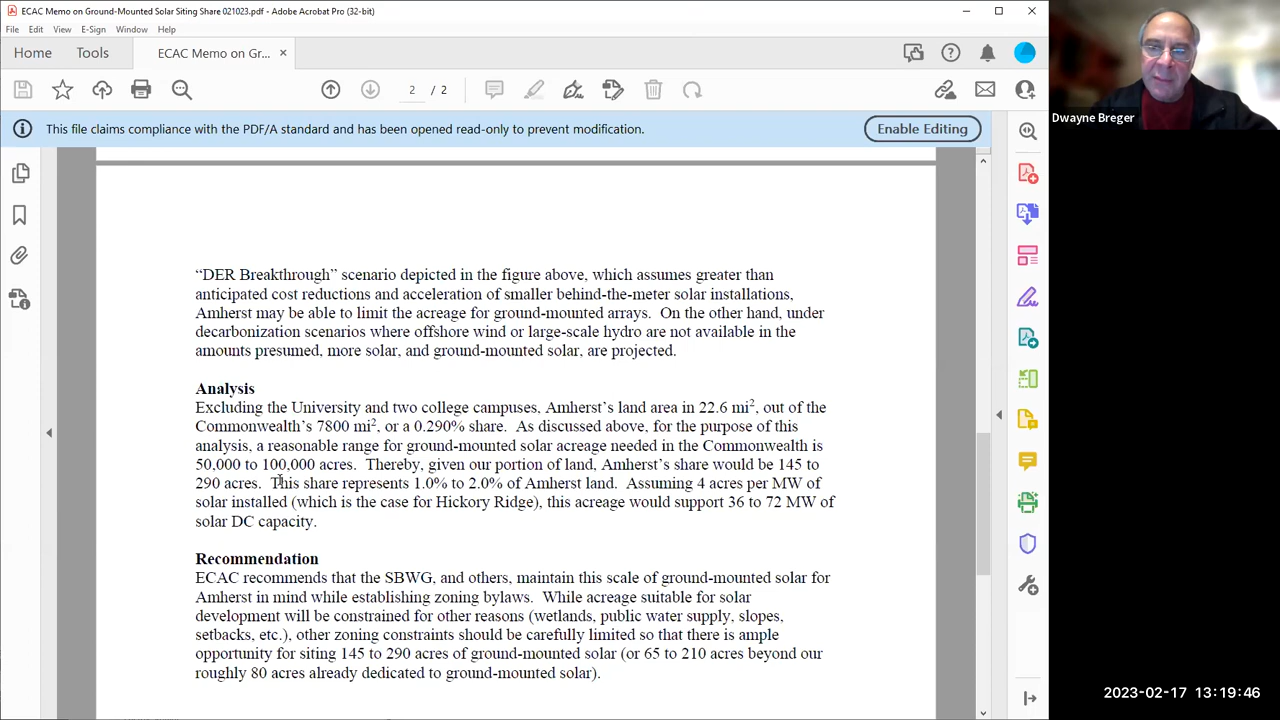 ECAC Memo on Ground-Mounted Solar Siting Share 021023.pdf - Adobe Acrobat Pro (32-bit)
File Edit View E-Sign Window Help
Home Tools ECAC Memo on Gr... ×
2 / 2
This file claims compliance with the PDF/A standard and has been opened read-only to prevent modification.
Enable Editing
Dwayne Breger
“DER Breakthrough” scenario depicted in the figure above, which assumes greater than
anticipated cost reductions and acceleration of smaller behind-the-meter solar installations,
Amherst may be able to limit the acreage for ground-mounted arrays. On the other hand, under
decarbonization scenarios where offshore wind or large-scale hydro are not available in the
amounts presumed, more solar, and ground-mounted solar, are projected.
Analysis
Excluding the University and two college campuses, Amherst’s land area in 22.6 mi², out of the
Commonwealth’s 7800 mi², or a 0.290% share. As discussed above, for the purpose of this
analysis, a reasonable range for ground-mounted solar acreage needed in the Commonwealth is
50,000 to 100,000 acres. Thereby, given our portion of land, Amherst’s share would be 145 to
290 acres. This share represents 1.0% to 2.0% of Amherst land. Assuming 4 acres per MW of
solar installed (which is the case for Hickory Ridge), this acreage would support 36 to 72 MW of
solar DC capacity.
Recommendation
ECAC recommends that the SBWG, and others, maintain this scale of ground-mounted solar for
Amherst in mind while establishing zoning bylaws. While acreage suitable for solar
development will be constrained for other reasons (wetlands, public water supply, slopes,
setbacks, etc.), other zoning constraints should be carefully limited so that there is ample
opportunity for siting 145 to 290 acres of ground-mounted solar (or 65 to 210 acres beyond our
roughly 80 acres already dedicated to ground-mounted solar).
2023-02-17 13:19:46